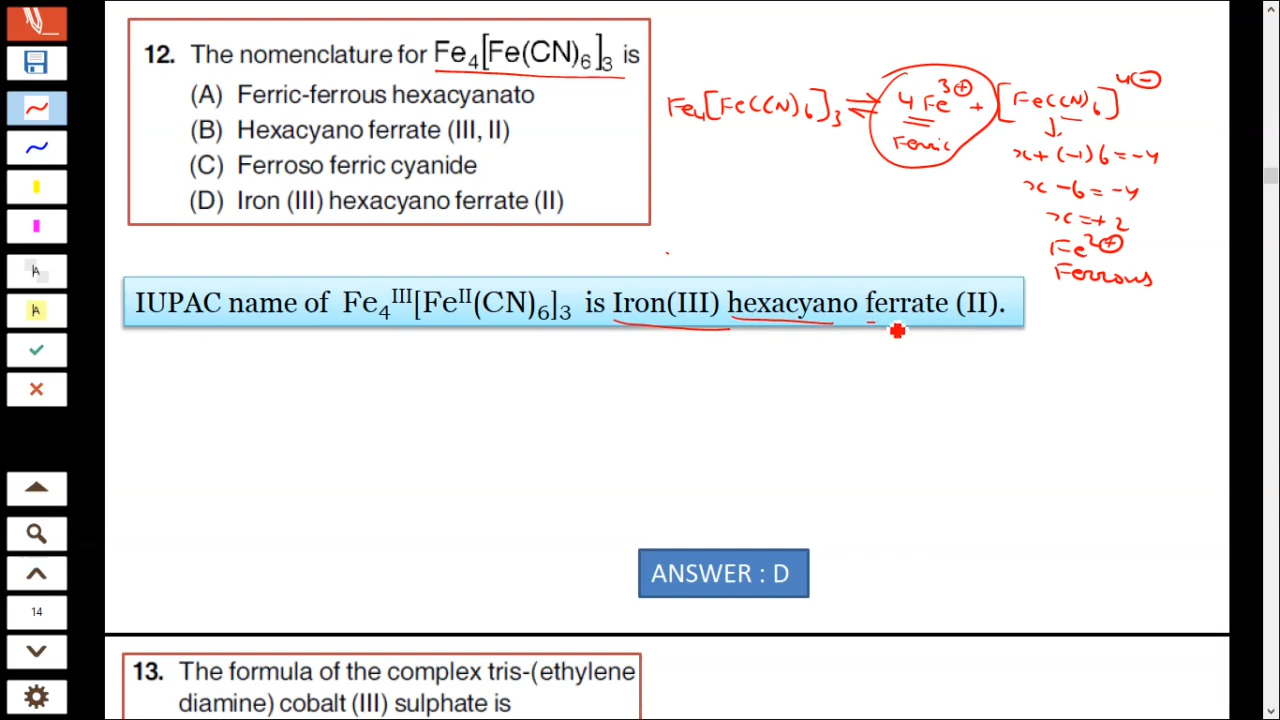 12. The nomenclature for Fe₄[Fe(CN)₆]₃ is
(A) Ferric-ferrous hexacyanato
(B) Hexacyano ferrate (III, II)
(C) Ferroso ferric cyanide
(D) Iron (III) hexacyano ferrate (II)
Fe₄[Fe(CN)₆]₃ ⇌ 4Fe³⊕ + [Fe(CN)₆]⁴⊖
Ferric
x+(-1)6=-4
x-6=-4
x=+2
Fe²⊕
Ferrous
IUPAC name of Fe₄ᴵᴵᴵ[Feᴵᴵ(CN)₆]₃ is Iron(III) hexacyano ferrate (II).
ANSWER : D
13. The formula of the complex tris-(ethylene
diamine) cobalt (III) sulphate is
A
A
14